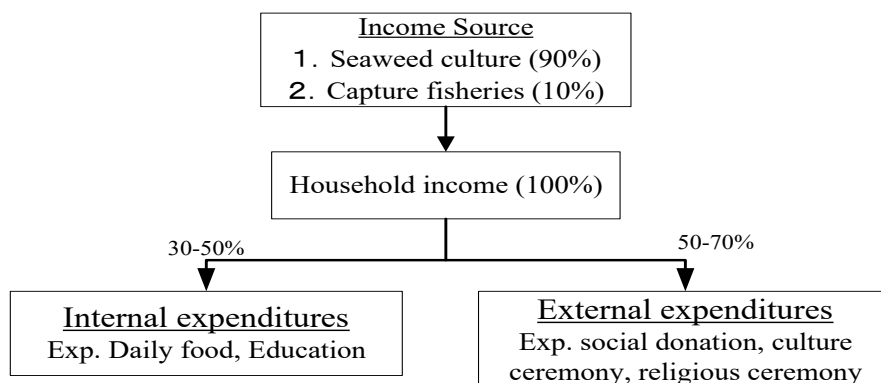 Income Source
1. Seaweed culture (90%)
2. Capture fisheries (10%)
Household income (100%)
30-50%
50-70%
Internal expenditures
Exp. Daily food, Education
External expenditures
Exp. social donation, culture
ceremony, religious ceremony